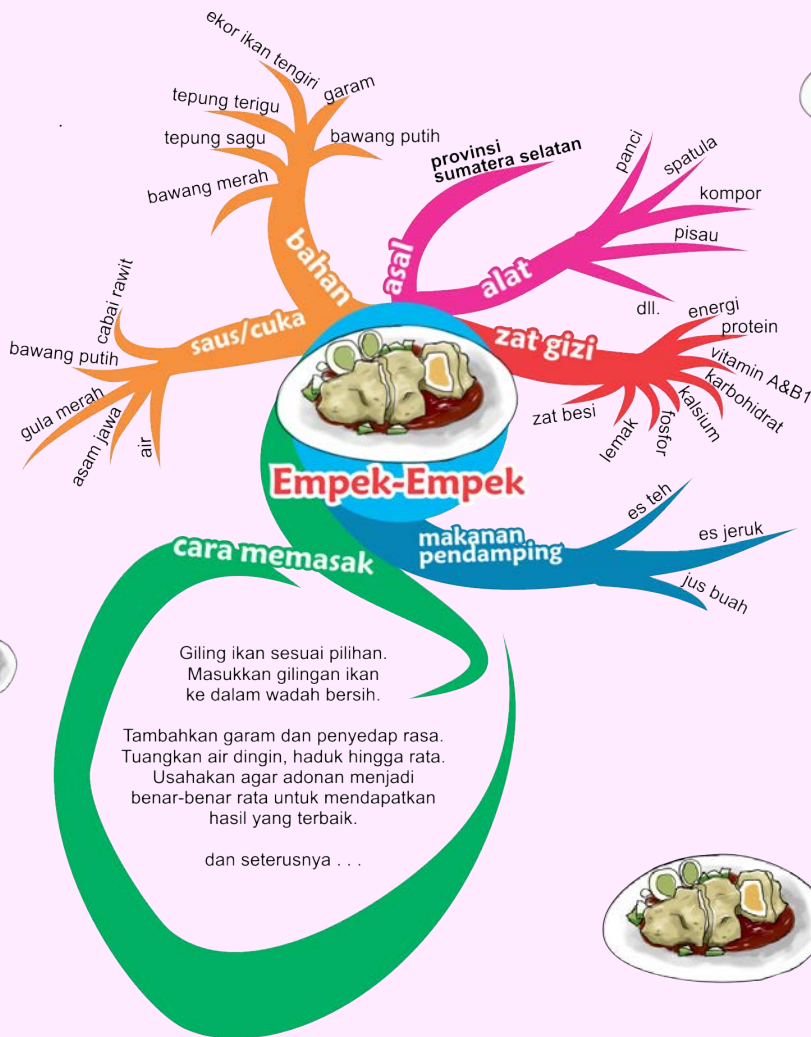 ekor ikan tengiri
garam
tepung terigu
tepung sagu
bawang putih
bawang merah
bahan
provinsi
sumatera selatan
asal
panci
spatula
kompor
pisau
dll.
alat
cabai rawit
bawang putih
gula merah
asam jawa
air
saus/cuka
zat gizi
energi
protein
vitamin A&B1
karbohidrat
kalsium
fosfor
lemak
zat besi
Empek-Empek
makanan
pendamping
es teh
es jeruk
jus buah
cara memasak
Giling ikan sesuai pilihan.
Masukkan gilingan ikan
ke dalam wadah bersih.
Tambahkan garam dan penyedap rasa.
Tuangkan air dingin, haduk hingga rata.
Usahakan agar adonan menjadi
benar-benar rata untuk mendapatkan
hasil yang terbaik.
dan seterusnya . . .